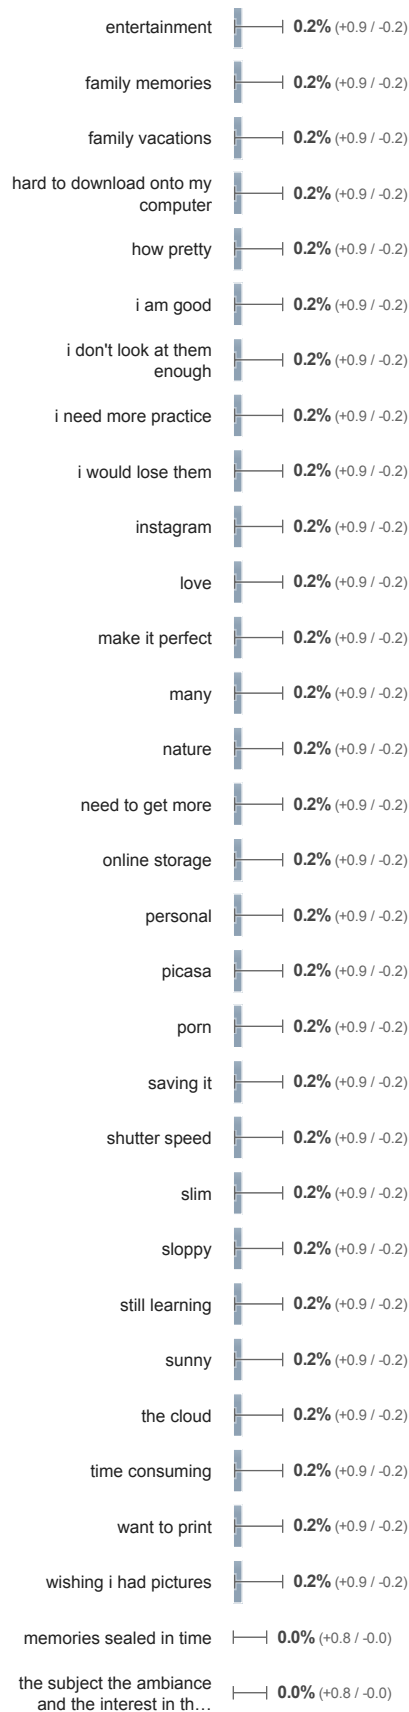 entertainment 0.2% (+0.9 / -0.2)
family memories 0.2% (+0.9 / -0.2)
family vacations 0.2% (+0.9 / -0.2)
hard to download onto my
computer 0.2% (+0.9 / -0.2)
how pretty 0.2% (+0.9 / -0.2)
i am good 0.2% (+0.9 / -0.2)
i don't look at them
enough 0.2% (+0.9 / -0.2)
i need more practice 0.2% (+0.9 / -0.2)
i would lose them 0.2% (+0.9 / -0.2)
instagram 0.2% (+0.9 / -0.2)
love 0.2% (+0.9 / -0.2)
make it perfect 0.2% (+0.9 / -0.2)
many 0.2% (+0.9 / -0.2)
nature 0.2% (+0.9 / -0.2)
need to get more 0.2% (+0.9 / -0.2)
online storage 0.2% (+0.9 / -0.2)
personal 0.2% (+0.9 / -0.2)
picasa 0.2% (+0.9 / -0.2)
porn 0.2% (+0.9 / -0.2)
saving it 0.2% (+0.9 / -0.2)
shutter speed 0.2% (+0.9 / -0.2)
slim 0.2% (+0.9 / -0.2)
sloppy 0.2% (+0.9 / -0.2)
still learning 0.2% (+0.9 / -0.2)
sunny 0.2% (+0.9 / -0.2)
the cloud 0.2% (+0.9 / -0.2)
time consuming 0.2% (+0.9 / -0.2)
want to print 0.2% (+0.9 / -0.2)
wishing i had pictures 0.2% (+0.9 / -0.2)
memories sealed in time 0.0% (+0.8 / -0.0)
the subject the ambiance
and the interest in th… 0.0% (+0.8 / -0.0)